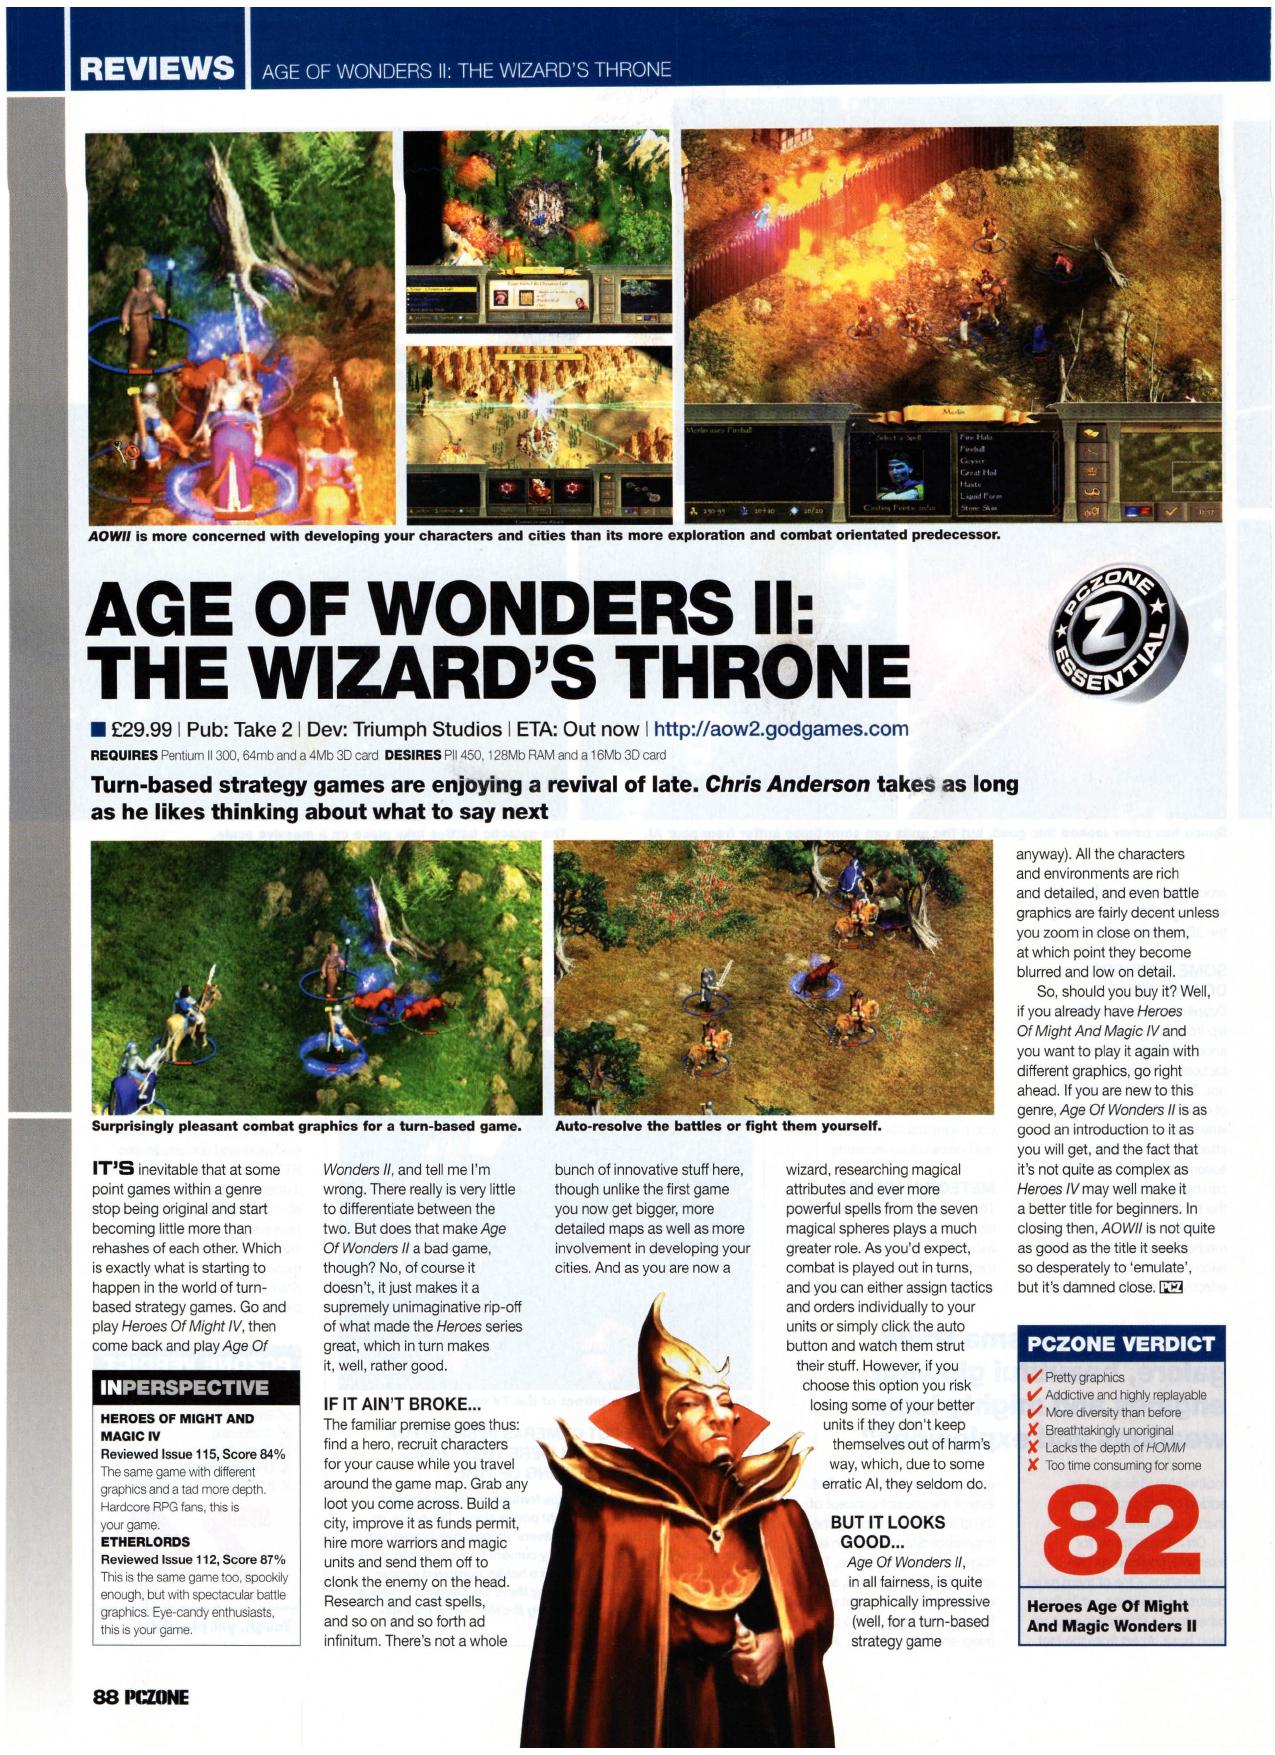 REVIEWS
AGE OF WONDERS II: THE WIZARD'S THRONE
Merlin
Merlin uses Fireball
Select a Spell
Fire Halo
Fireball
Geyser
Great Hail
Haste
Liquid Form
Stone Skin
AOWII is more concerned with developing your characters and cities than its more exploration and combat orientated predecessor.
AGE OF WONDERS II:
THE WIZARD'S THRONE
PCZONE
Z
ESSENTIAL
£29.99 | Pub: Take 2 | Dev: Triumph Studios | ETA: Out now | http://aow2.godgames.com
REQUIRES Pentium II 300, 64mb and a 4Mb 3D card DESIRES PII 450, 128Mb RAM and a 16Mb 3D card
Turn-based strategy games are enjoying a revival of late. Chris Anderson takes as long
as he likes thinking about what to say next
Surprisingly pleasant combat graphics for a turn-based game.
Auto-resolve the battles or fight them yourself.
IT'S inevitable that at some
point games within a genre
stop being original and start
becoming little more than
rehashes of each other. Which
is exactly what is starting to
happen in the world of turn-
based strategy games. Go and
play Heroes Of Might IV, then
come back and play Age Of
INPERSPECTIVE
HEROES OF MIGHT AND
MAGIC IV
Reviewed Issue 115, Score 84%
The same game with different
graphics and a tad more depth.
Hardcore RPG fans, this is
your game.
ETHERLORDS
Reviewed Issue 112, Score 87%
This is the same game too, spookily
enough, but with spectacular battle
graphics. Eye-candy enthusiasts,
this is your game.
Wonders II, and tell me I'm
wrong. There really is very little
to differentiate between the
two. But does that make Age
Of Wonders II a bad game,
though? No, of course it
doesn't, it just makes it a
supremely unimaginative rip-off
of what made the Heroes series
great, which in turn makes
it, well, rather good.
IF IT AIN'T BROKE...
The familiar premise goes thus:
find a hero, recruit characters
for your cause while you travel
around the game map. Grab any
loot you come across. Build a
city, improve it as funds permit,
hire more warriors and magic
units and send them off to
clonk the enemy on the head.
Research and cast spells,
and so on and so forth ad
infinitum. There's not a whole
bunch of innovative stuff here,
though unlike the first game
you now get bigger, more
detailed maps as well as more
involvement in developing your
cities. And as you are now a
wizard, researching magical
attributes and ever more
powerful spells from the seven
magical spheres plays a much
greater role. As you'd expect,
combat is played out in turns,
and you can either assign tactics
and orders individually to your
units or simply click the auto
button and watch them strut
their stuff. However, if you
choose this option you risk
losing some of your better
units if they don't keep
themselves out of harm's
way, which, due to some
erratic AI, they seldom do.
BUT IT LOOKS
GOOD...
Age Of Wonders II,
in all fairness, is quite
graphically impressive
(well, for a turn-based
strategy game
anyway). All the characters
and environments are rich
and detailed, and even battle
graphics are fairly decent unless
you zoom in close on them,
at which point they become
blurred and low on detail.
So, should you buy it? Well,
if you already have Heroes
Of Might And Magic IV and
you want to play it again with
different graphics, go right
ahead. If you are new to this
genre, Age Of Wonders II is as
good an introduction to it as
you will get, and the fact that
it's not quite as complex as
Heroes IV may well make it
a better title for beginners. In
closing then, AOWII is not quite
as good as the title it seeks
so desperately to 'emulate',
but it's damned close. PCZ
PCZONE VERDICT
✓ Pretty graphics
✓ Addictive and highly replayable
✓ More diversity than before
✗ Breathtakingly unoriginal
✗ Lacks the depth of HOMM
✗ Too time consuming for some
82
Heroes Age Of Might
And Magic Wonders II
88 PCZONE